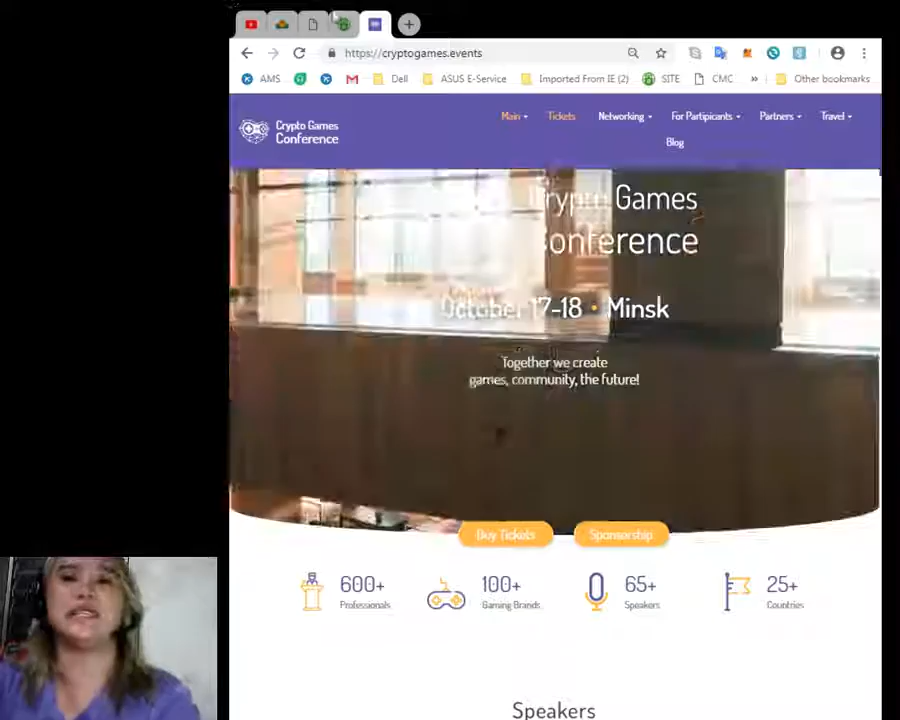 https://cryptogames.events
AMS
Dell
ASUS E-Service
Imported From IE (2)
SITE
CMC
»
Other bookmarks
Crypto Games
Conference
Main
Tickets
Networking
For Partipicants
Partners
Travel
Blog
Crypto Games
Conference
October 17-18 • Minsk
Together we create
games, community, the future!
Buy Tickets
Sponsorship
600+
Professionals
100+
Gaming Brands
65+
Speakers
25+
Countries
Speakers